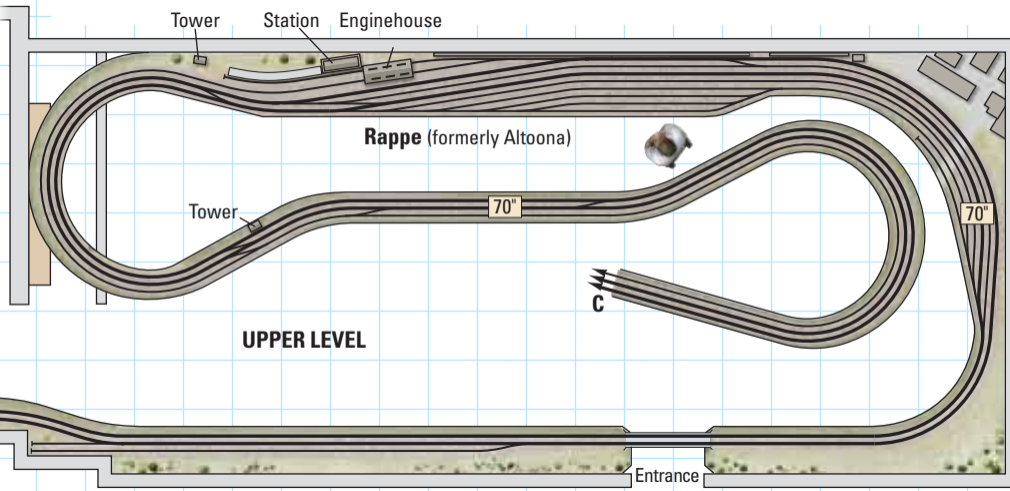 Tower
Station
Enginehouse
Rappe (formerly Altoona)
Tower
70"
70"
C
UPPER LEVEL
Entrance